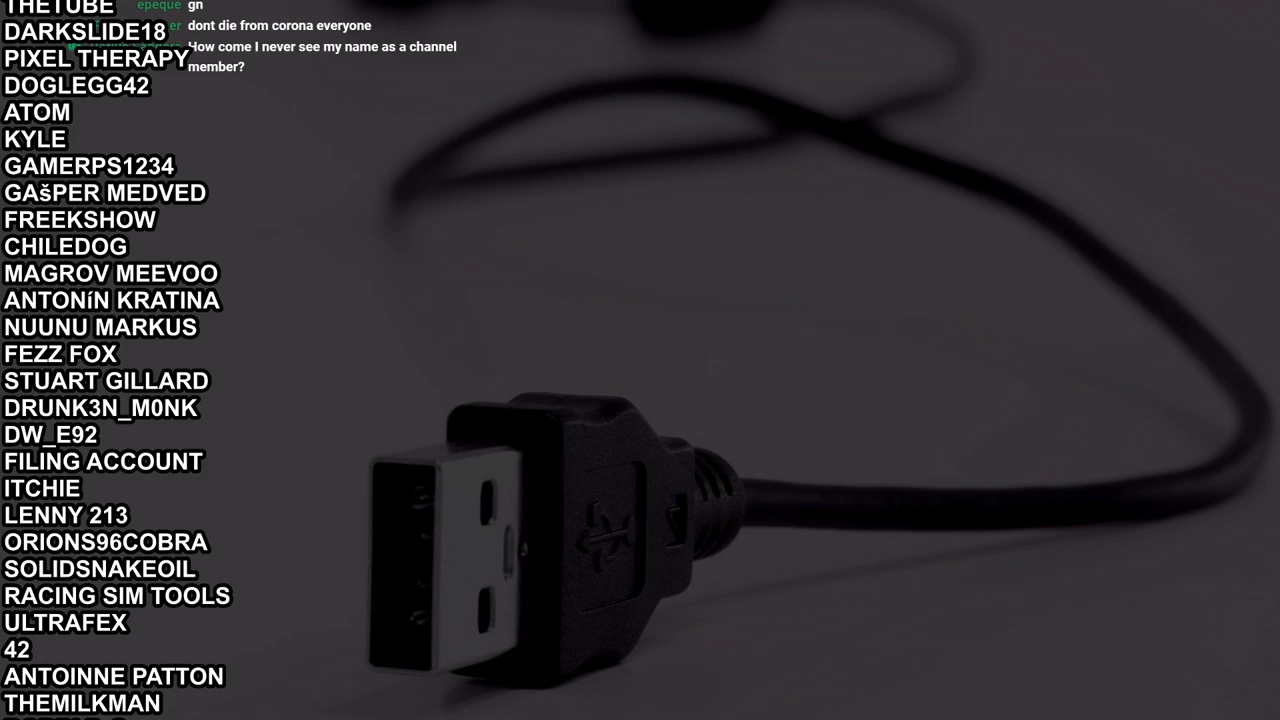 THETUBE
epeque gn
DARKSLIDE18
er dont die from corona everyone
PIXEL THERAPY
How come I never see my name as a channel
member?
DOGLEGG42
ATOM
KYLE
GAMERPS1234
GAšPER MEDVED
FREEKSHOW
CHILEDOG
MAGROV MEEVOO
ANTONíN KRATINA
NUUNU MARKUS
FEZZ FOX
STUART GILLARD
DRUNK3N_M0NK
DW_E92
FILING ACCOUNT
ITCHIE
LENNY 213
ORIONS96COBRA
SOLIDSNAKEOIL
RACING SIM TOOLS
ULTRAFEX
42
ANTOINNE PATTON
THEMILKMAN